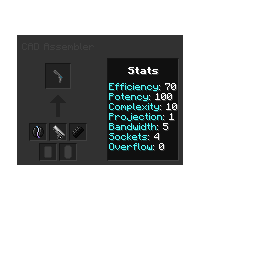 CAD Assembler
Stats
Efficiency: 70
Potency: 100
Complexity: 10
Projection: 1
Bandwidth: 5
Sockets: 4
Overflow: 0